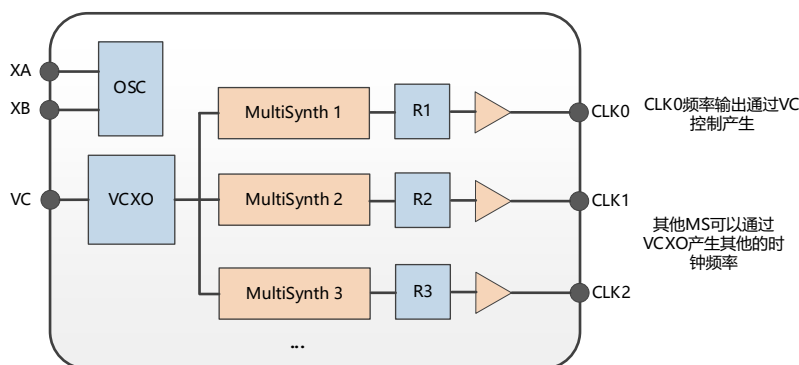 XA
XB
OSC
VC
VCXO
MultiSynth 1
R1
CLK0
MultiSynth 2
R2
CLK1
MultiSynth 3
R3
CLK2
...
CLK0频率输出通过VC
控制产生
其他MS可以通过
VCXO产生其他的时
钟频率